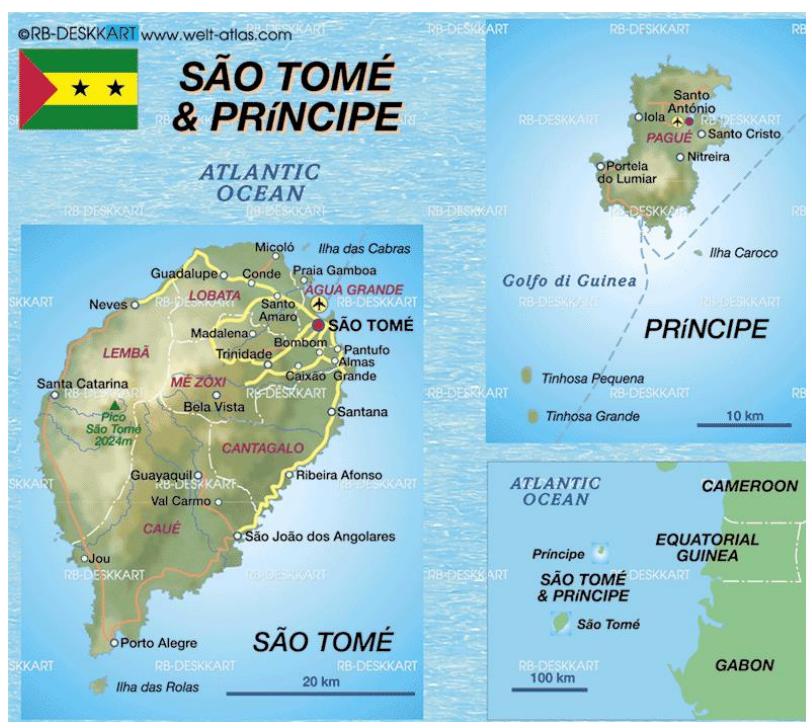 ©RB-DESKKART www.welt-atlas.com
SÃO TOMÉ
& PRíNCIPE
ATLANTIC
OCEAN
Micoló
Ilha das Cabras
Guadalupe
Conde
Praia Gamboa
LOBATA
ÁGUA GRANDE
Neves
Santo
Amaro
SÃO TOMÉ
Madalena
Bombom
LEMBÃ
Trinidade
Pantufo
Almas
MÉ ZÔXI
Caixão Grande
Santa Catarina
Bela Vista
Pico
São Tomé
2024m
Santana
CANTAGALO
Guayaquil
Ribeira Afonso
Val Carmo
CAUÉ
São João dos Angolares
Jou
Porto Alegre
SÃO TOMÉ
Ilha das Rolas
20 km
Santo
António
Iola
PAGUÉ
Santo Cristo
Nitreira
Portela
do Lumiar
Ilha Caroco
Golfo di Guinea
PRíNCIPE
Tinhosa Pequena
Tinhosa Grande
10 km
ATLANTIC
OCEAN
CAMEROON
EQUATORIAL
GUINEA
Príncipe
SÃO TOMÉ
& PRíNCIPE
São Tomé
GABON
100 km
RB-DESKKART